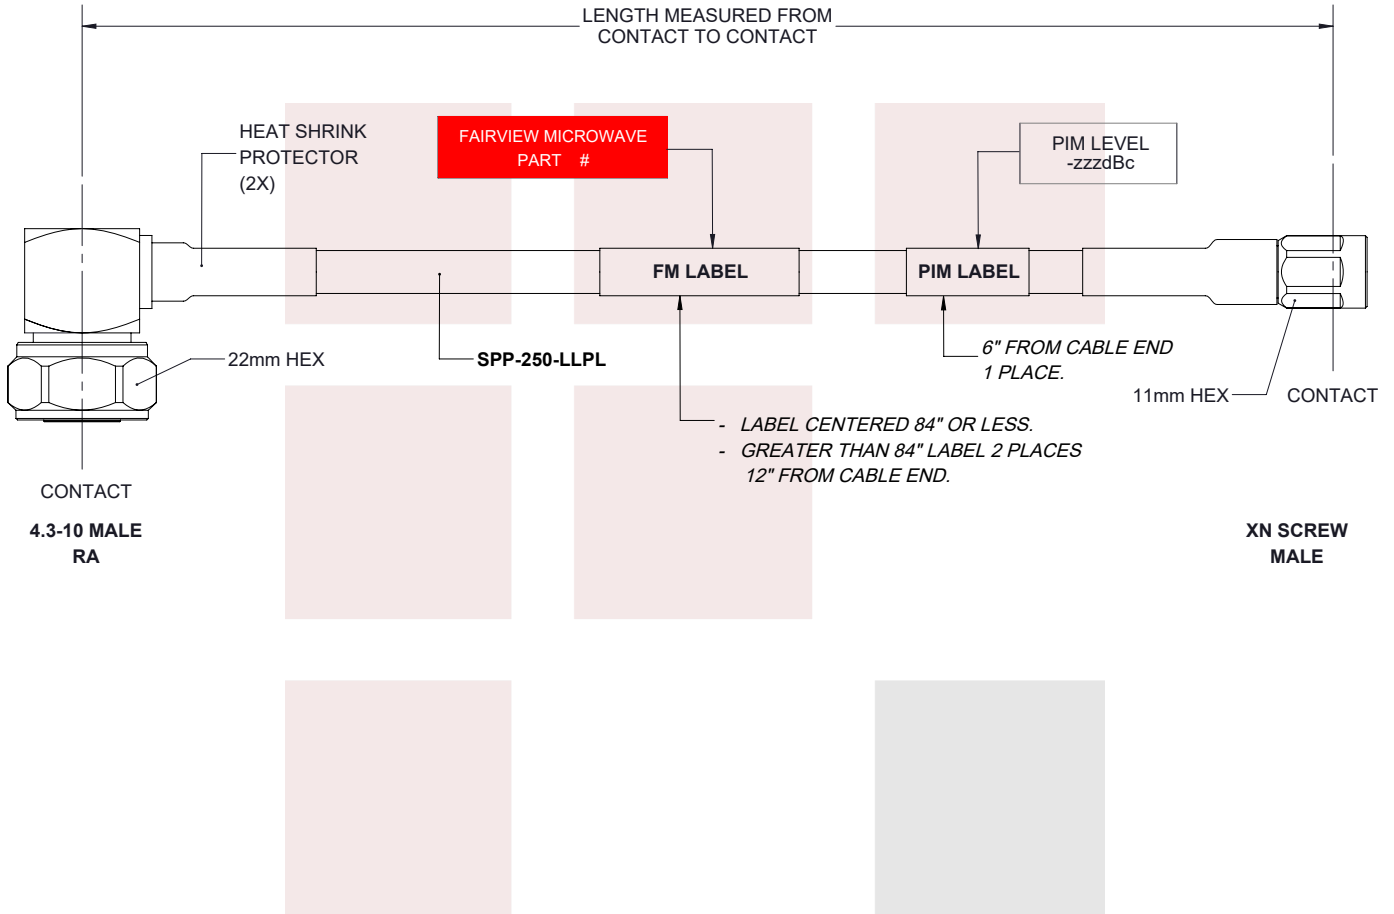 LENGTH MEASURED FROM
CONTACT TO CONTACT
HEAT SHRINK
PROTECTOR
(2X)
FAIRVIEW MICROWAVE
PART #
PIM LEVEL
-zzzdBc
FM LABEL
PIM LABEL
22mm HEX
SPP-250-LLPL
6" FROM CABLE END
1 PLACE.
11mm HEX
CONTACT
- LABEL CENTERED 84" OR LESS.
- GREATER THAN 84" LABEL 2 PLACES
12" FROM CABLE END.
CONTACT
4.3-10 MALE
RA
XN SCREW
MALE